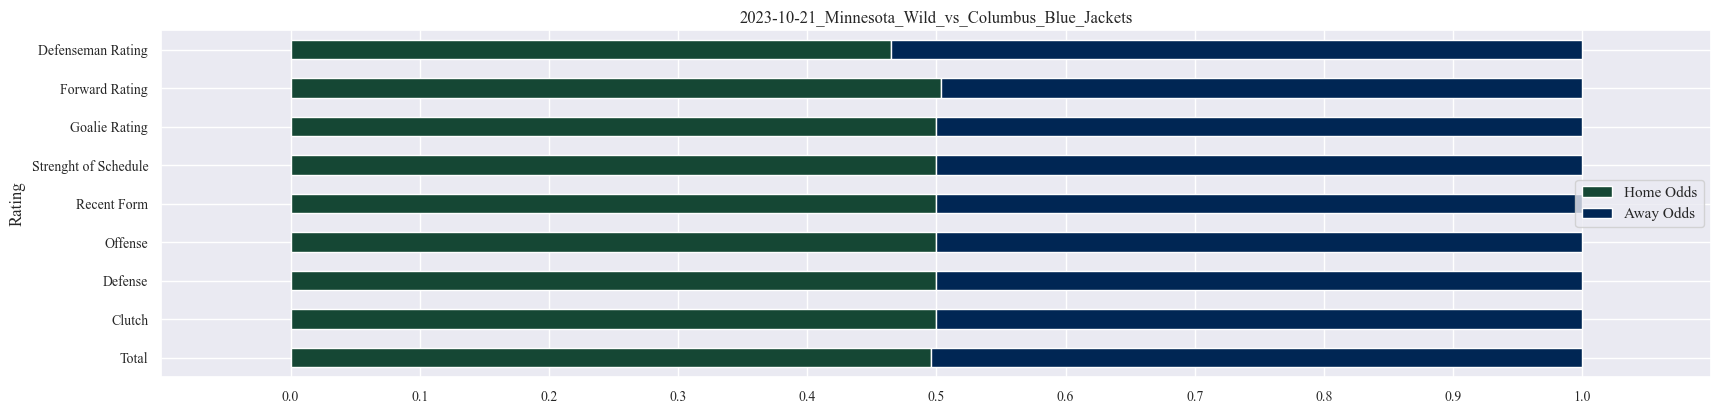 2023-10-21_Minnesota_Wild_vs_Columbus_Blue_Jackets
Rating
Defenseman Rating
Forward Rating
Goalie Rating
Strenght of Schedule
Recent Form
Offense
Defense
Clutch
Total
Home Odds
Away Odds
0.0 0.1 0.2 0.3 0.4 0.5 0.6 0.7 0.8 0.9 1.0